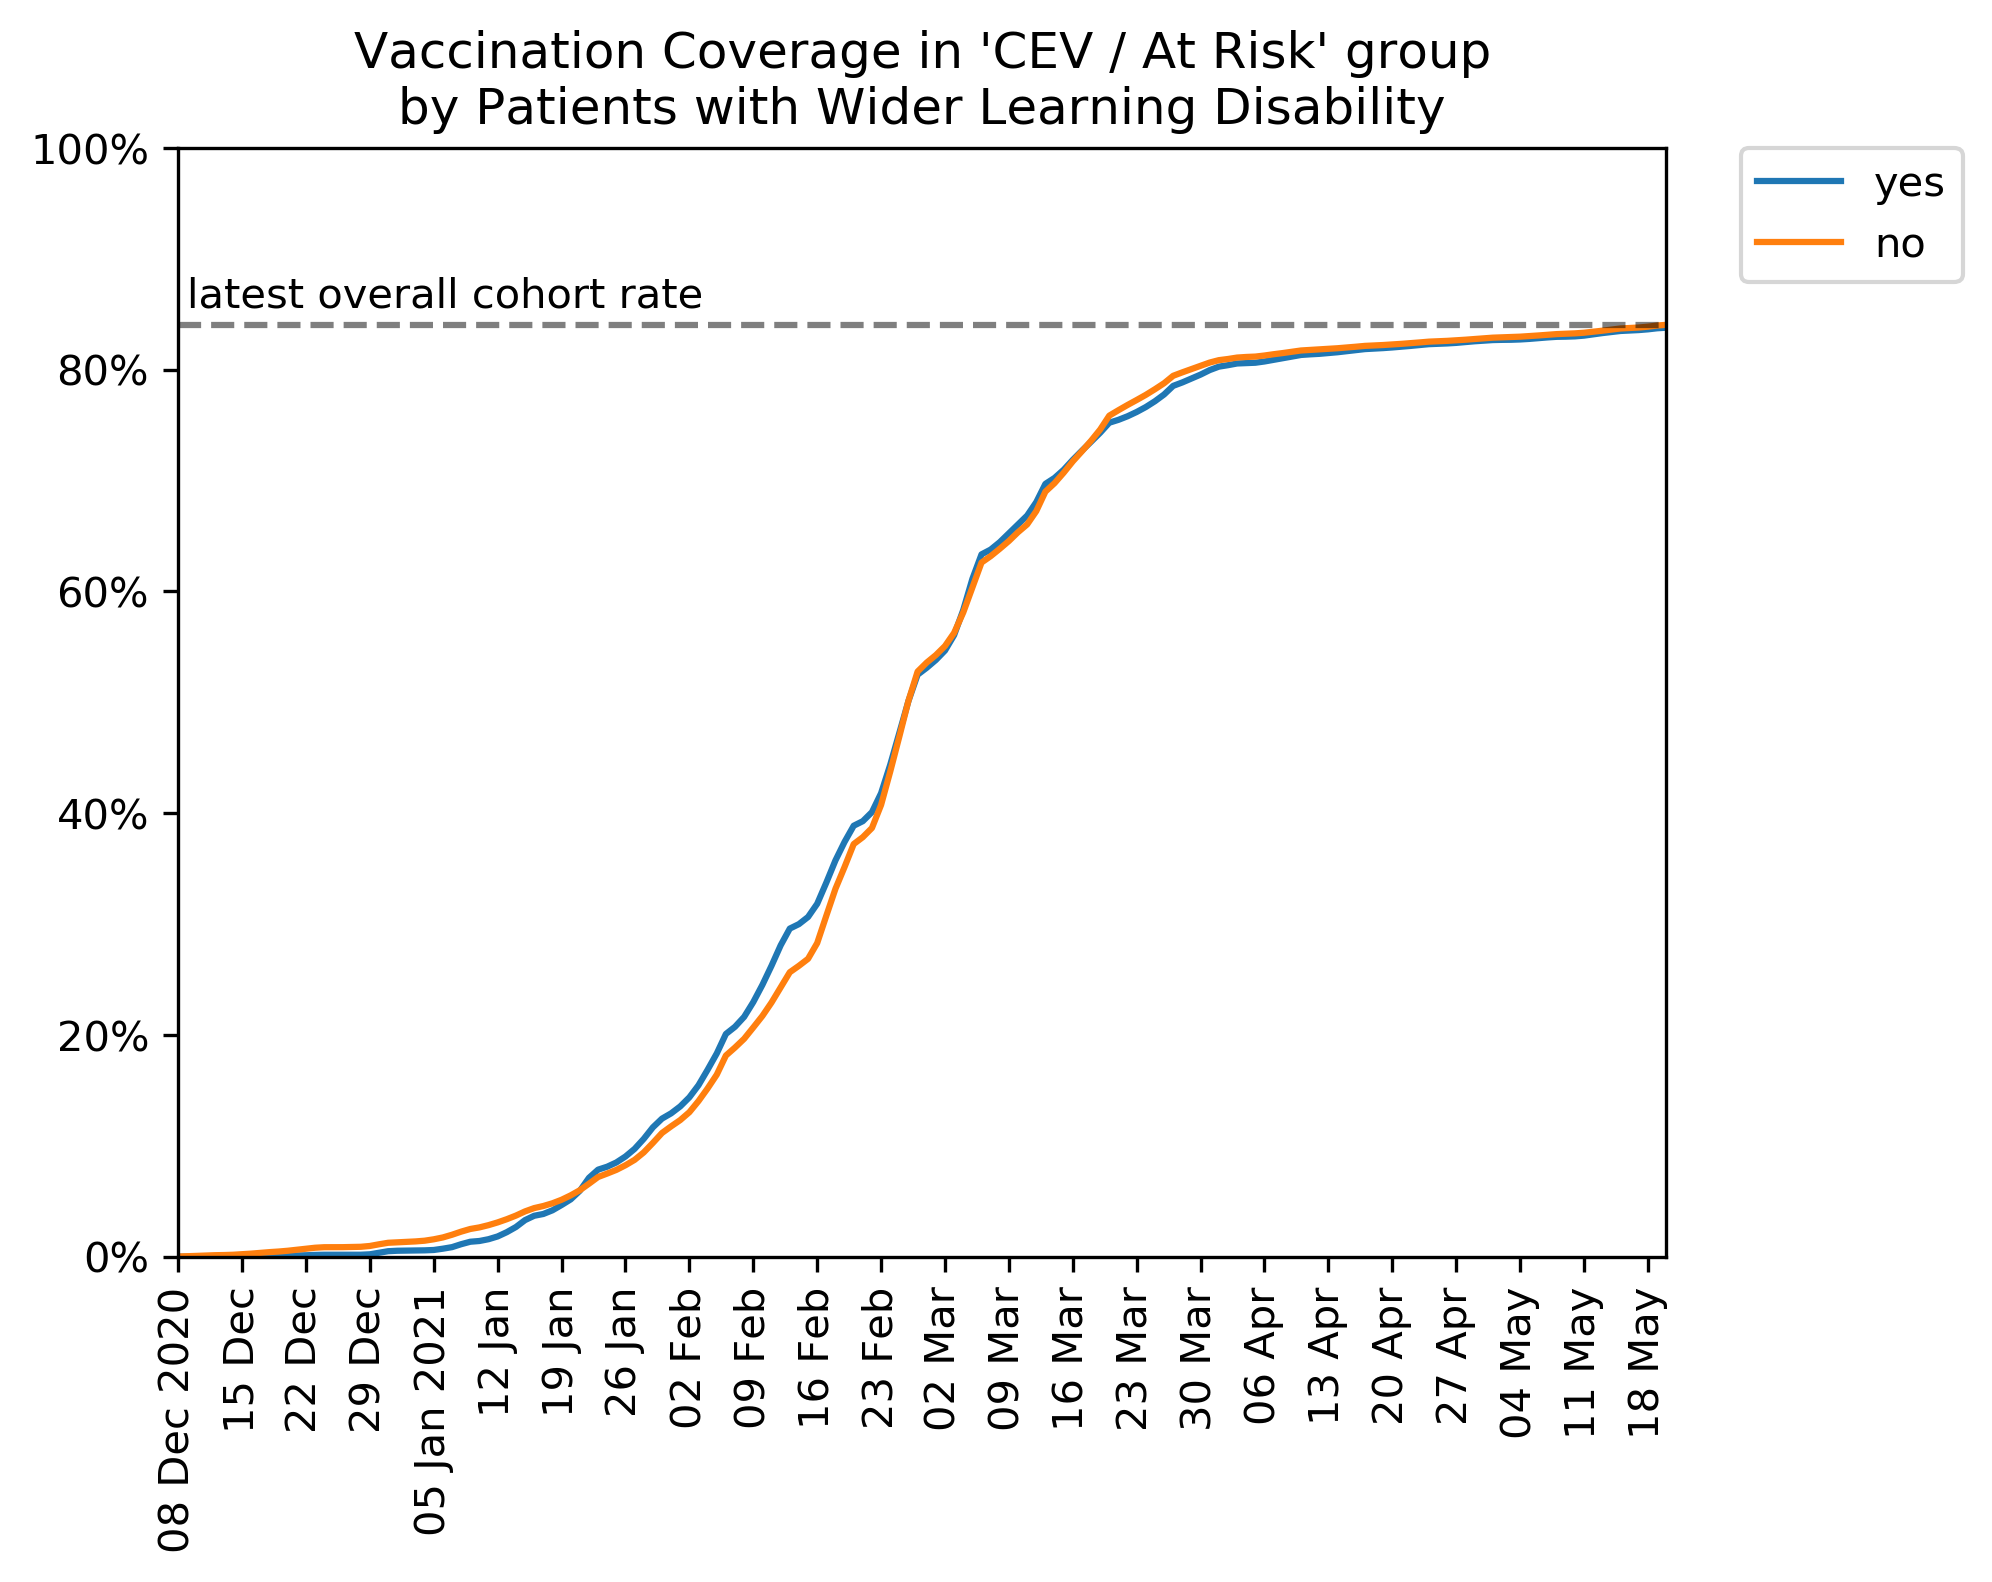 Vaccination Coverage in 'CEV / At Risk' group
by Patients with Wider Learning Disability
100%
80%
60%
40%
20%
0%
latest overall cohort rate
yes
no
08 Dec 2020
15 Dec
22 Dec
29 Dec
05 Jan 2021
12 Jan
19 Jan
26 Jan
02 Feb
09 Feb
16 Feb
23 Feb
02 Mar
09 Mar
16 Mar
23 Mar
30 Mar
06 Apr
13 Apr
20 Apr
27 Apr
04 May
11 May
18 May